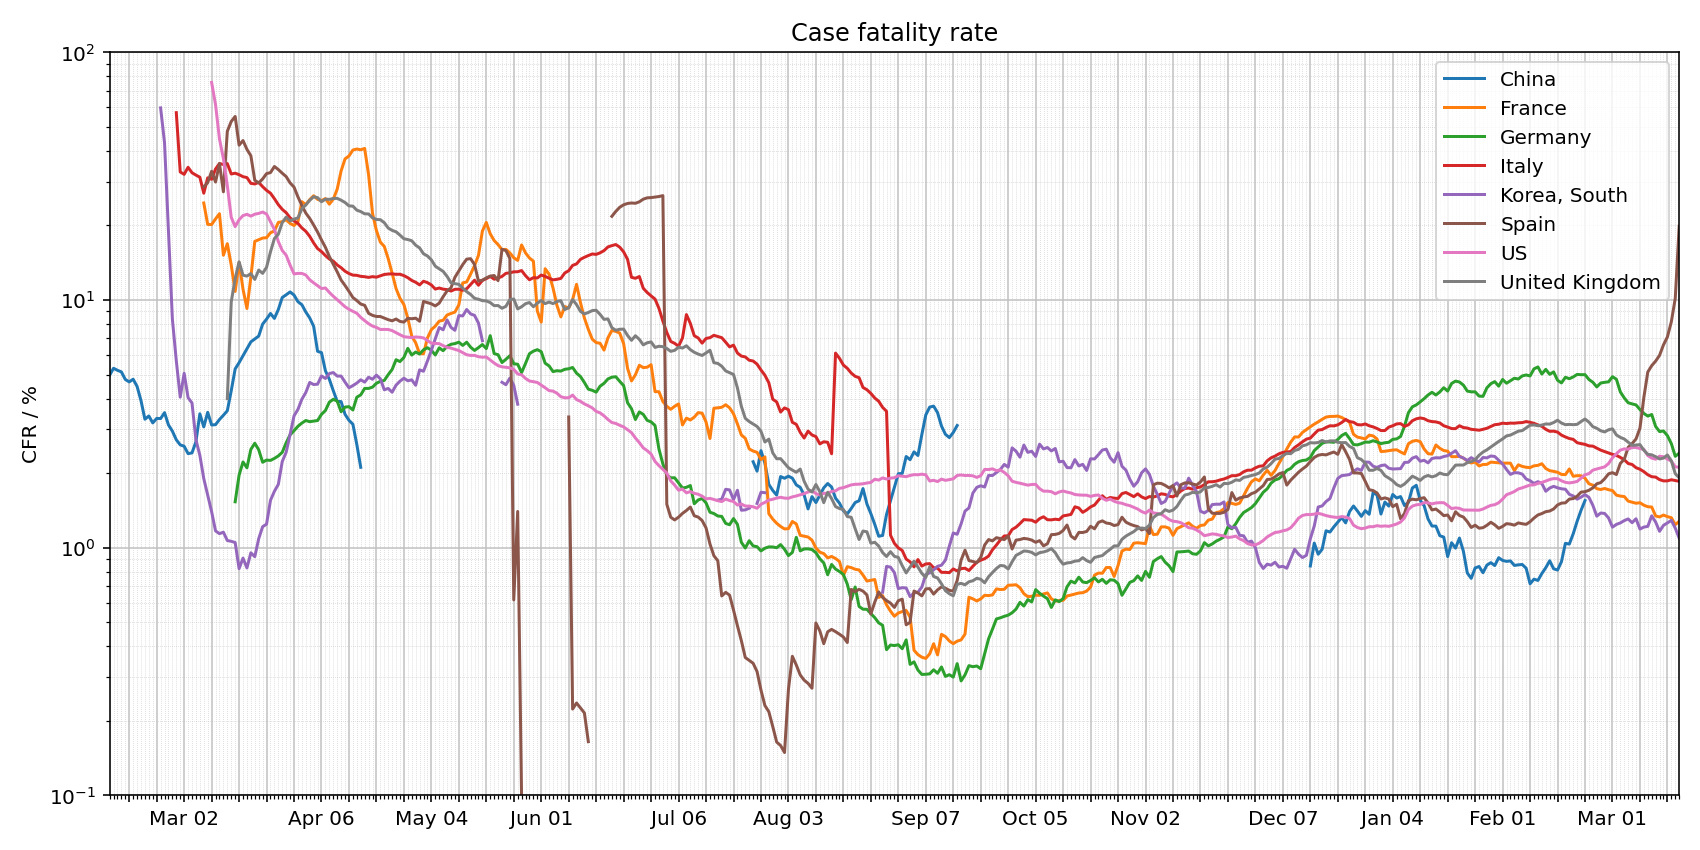 Case fatality rate
10²
10¹
10⁰
10⁻¹
CFR / %
China
France
Germany
Italy
Korea, South
Spain
US
United Kingdom
Mar 02 Apr 06 May 04 Jun 01 Jul 06 Aug 03 Sep 07 Oct 05 Nov 02 Dec 07 Jan 04 Feb 01 Mar 01